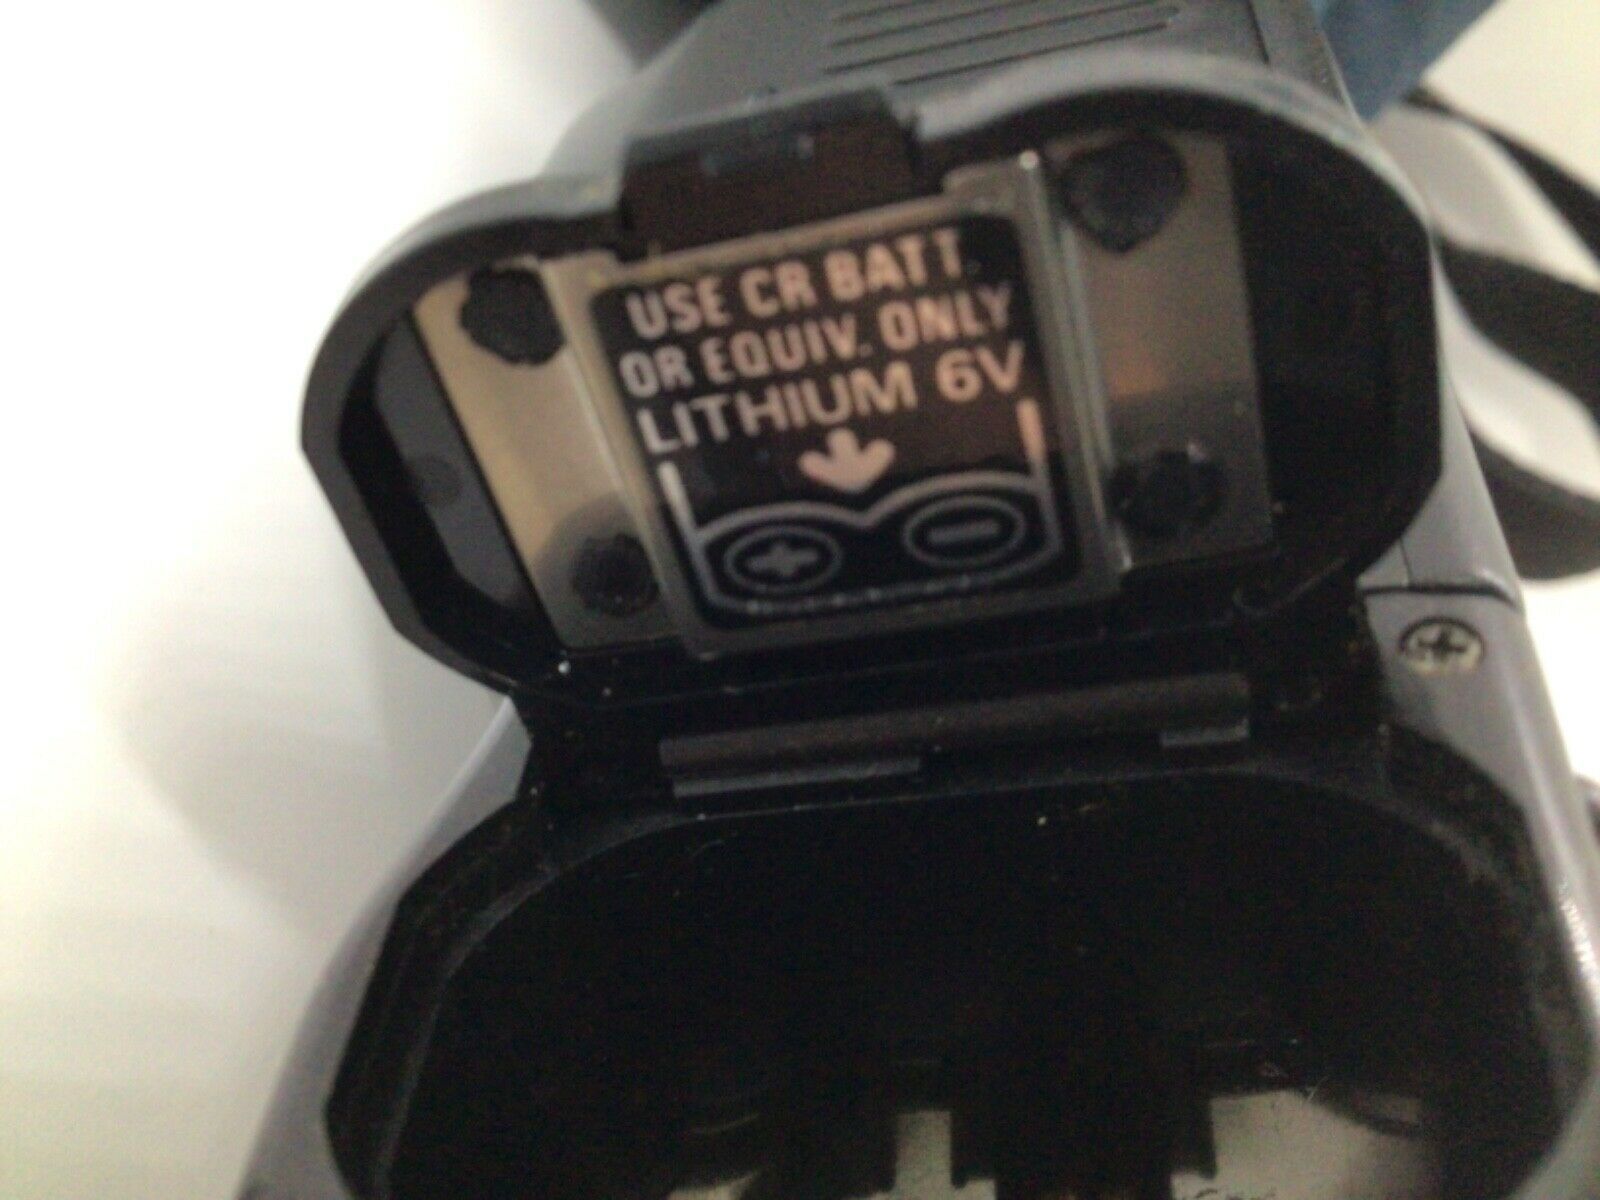 USE CR BATT.
OR EQUIV. ONLY
LITHIUM 6V
+ −